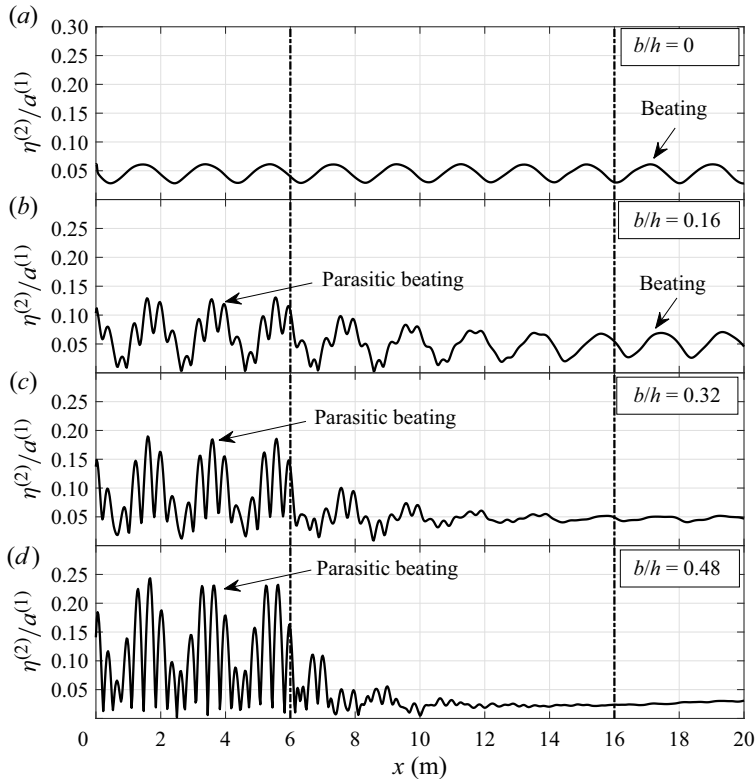 (a)
0.30
0.25
0.20
0.15
0.10
0.05
η(2)/a(1)
b/h = 0
Beating
(b)
0.25
0.20
0.15
0.10
0.05
η(2)/a(1)
b/h = 0.16
Parasitic beating
Beating
(c)
0.25
0.20
0.15
0.10
0.05
η(2)/a(1)
b/h = 0.32
Parasitic beating
(d)
0.25
0.20
0.15
0.10
0.05
η(2)/a(1)
b/h = 0.48
Parasitic beating
0 2 4 6 8 10 12 14 16 18 20
x (m)